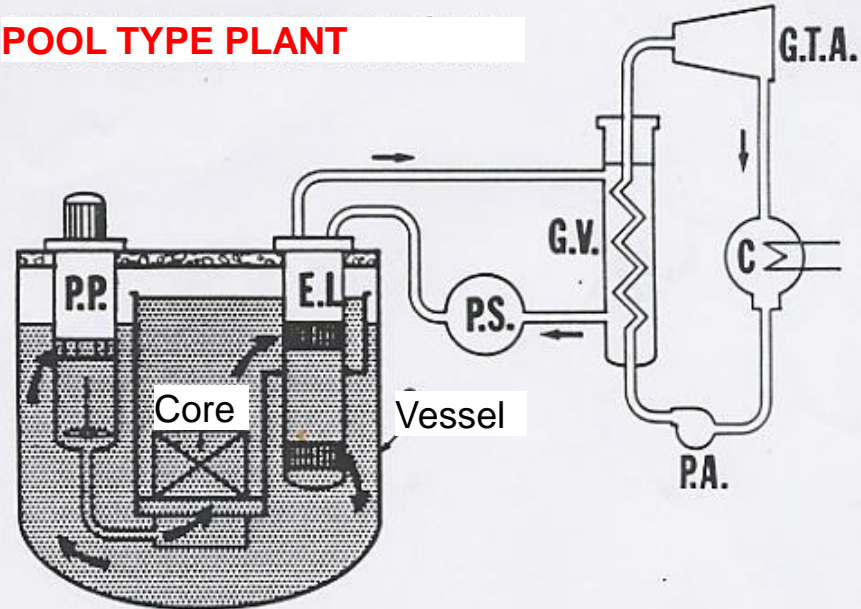 POOL TYPE PLANT
G.T.A.
G.V.
C
P.P.
E.I.
P.S.
Core
Vessel
P.A.